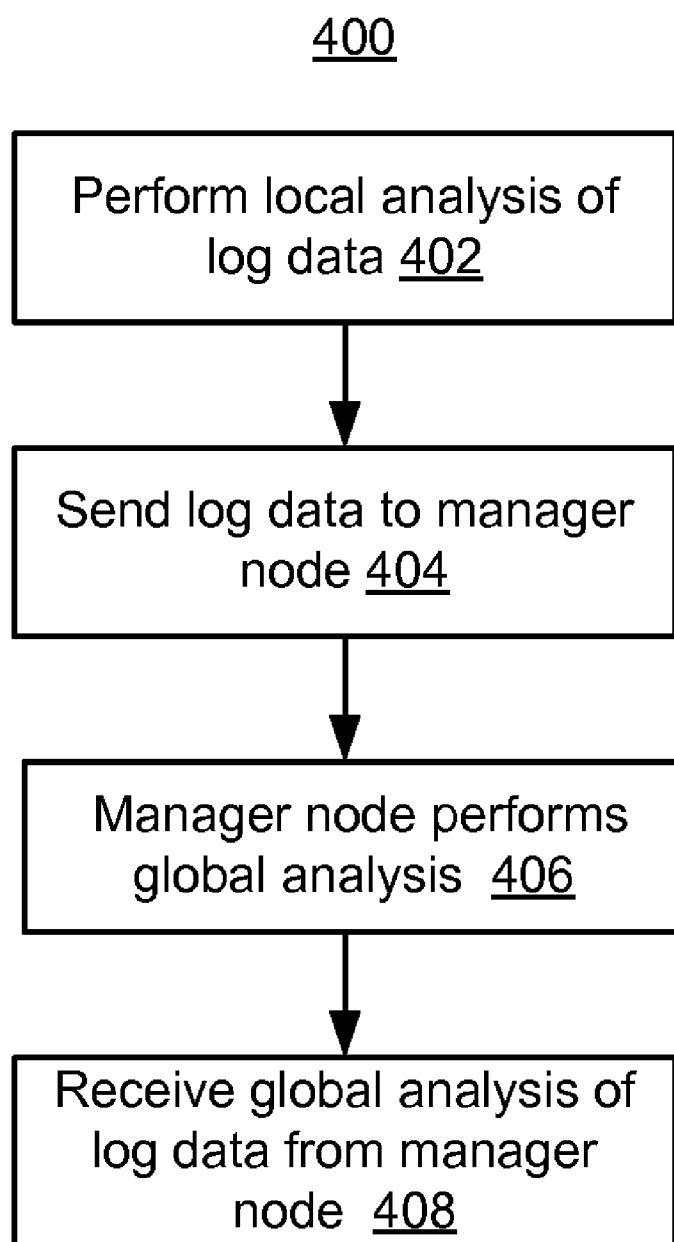 400
Perform local analysis of
log data 402
Send log data to manager
node 404
Manager node performs
global analysis 406
Receive global analysis of
log data from manager
node 408